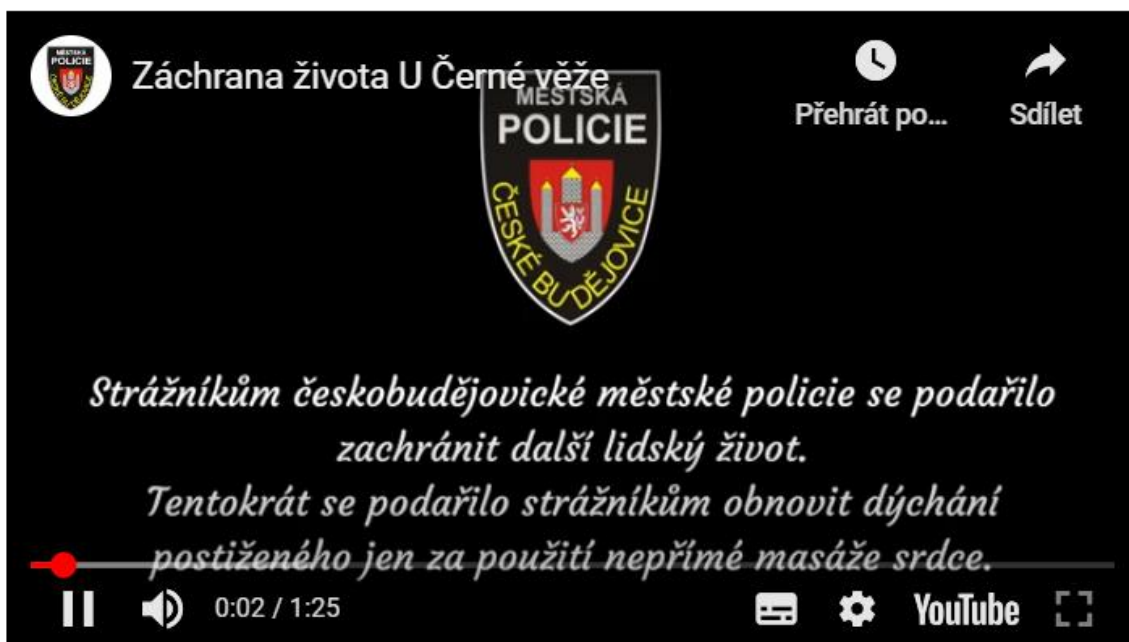 MĚSTSKÁ
POLICIE
Záchrana života U Černé věže
Přehrát po...
Sdílet
MĚSTSKÁ
POLICIE
ČESKÉ BUDĚJOVICE
Strážníkům českobudějovické městské policie se podařilo
zachránit další lidský život.
Tentokrát se podařilo strážníkům obnovit dýchání
postiženého jen za použití nepřímé masáže srdce.
0:02 / 1:25
YouTube